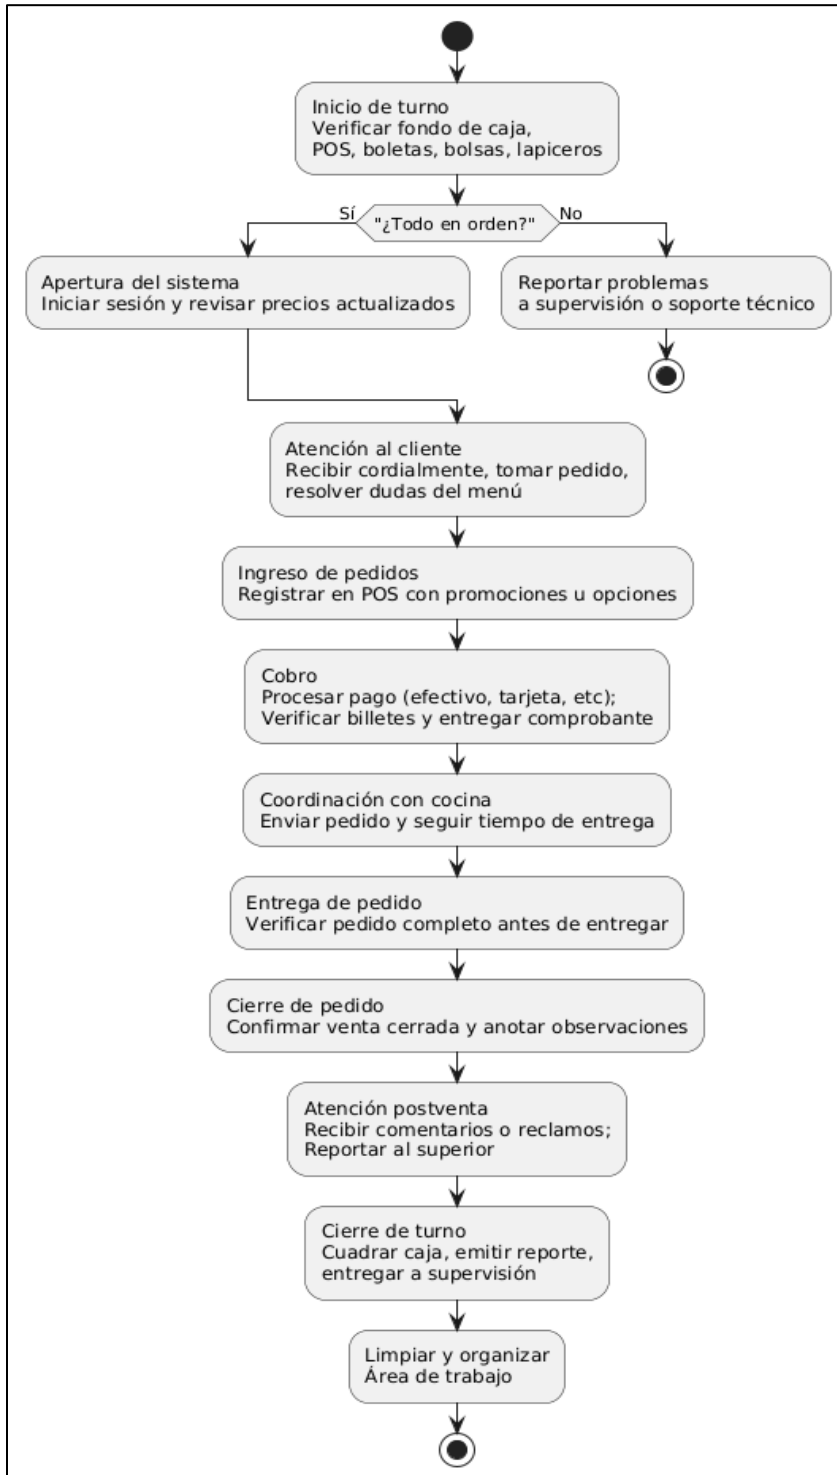 Inicio de turno
Verificar fondo de caja,
POS, boletas, bolsas, lapiceros
Sí
"¿Todo en orden?"
No
Apertura del sistema
Iniciar sesión y revisar precios actualizados
Reportar problemas
a supervisión o soporte técnico
Atención al cliente
Recibir cordialmente, tomar pedido,
resolver dudas del menú
Ingreso de pedidos
Registrar en POS con promociones u opciones
Cobro
Procesar pago (efectivo, tarjeta, etc);
Verificar billetes y entregar comprobante
Coordinación con cocina
Enviar pedido y seguir tiempo de entrega
Entrega de pedido
Verificar pedido completo antes de entregar
Cierre de pedido
Confirmar venta cerrada y anotar observaciones
Atención postventa
Recibir comentarios o reclamos;
Reportar al superior
Cierre de turno
Cuadrar caja, emitir reporte,
entregar a supervisión
Limpiar y organizar
Área de trabajo